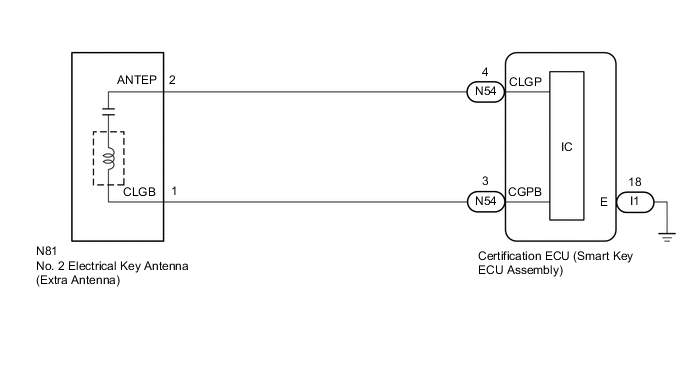 ANTEP
2
4
CLGP
N54
IC
CLGB
1
3
CGPB
N54
18
E
I1
N81
No. 2 Electrical Key Antenna
(Extra Antenna)
Certification ECU (Smart Key
ECU Assembly)